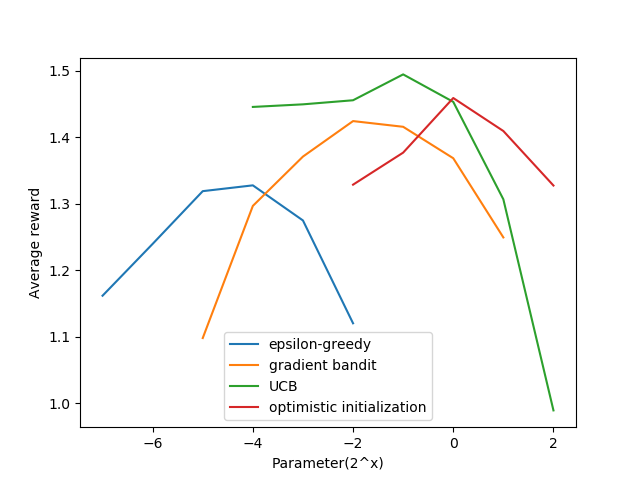 1.5
1.4
1.3
1.2
1.1
1.0
Average reward
epsilon-greedy
gradient bandit
UCB
optimistic initialization
−6 −4 −2 0 2
Parameter(2^x)